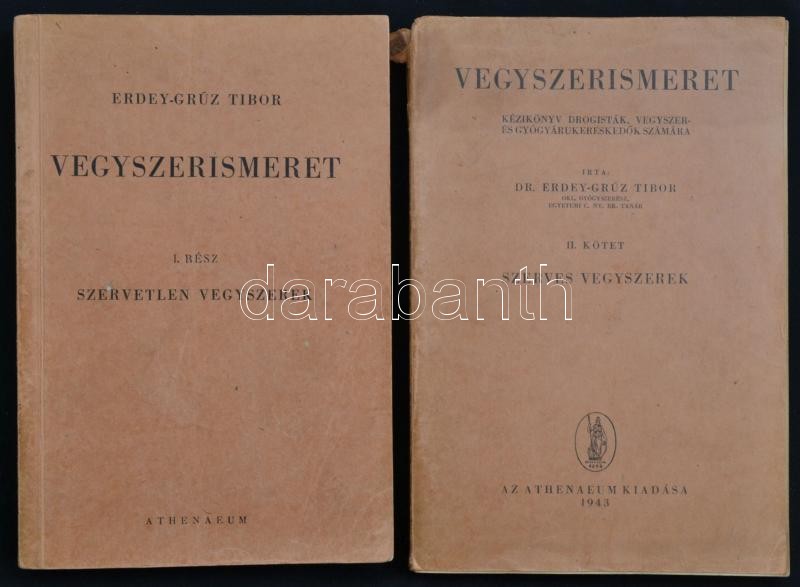 ERDEY-GRÚZ TIBOR
VEGYSZERISMERET
I. RÉSZ
SZERVETLEN VEGYSZEREK
ATHENAEUM
VEGYSZERISMERET
KÉZIKÖNYV DROGISTÁK, VEGYSZER-
ÉS GYÓGYÁRUKERESKEDŐK SZÁMÁRA
IRTA:
DR. ERDEY-GRÚZ TIBOR
OKL. GYÓGYSZERÉSZ,
EGYETEMI C. NY. RK. TANÁR
II. KÖTET
SZERVES VEGYSZEREK
AZ ATHENAEUM KIADÁSA
1943
darabanth